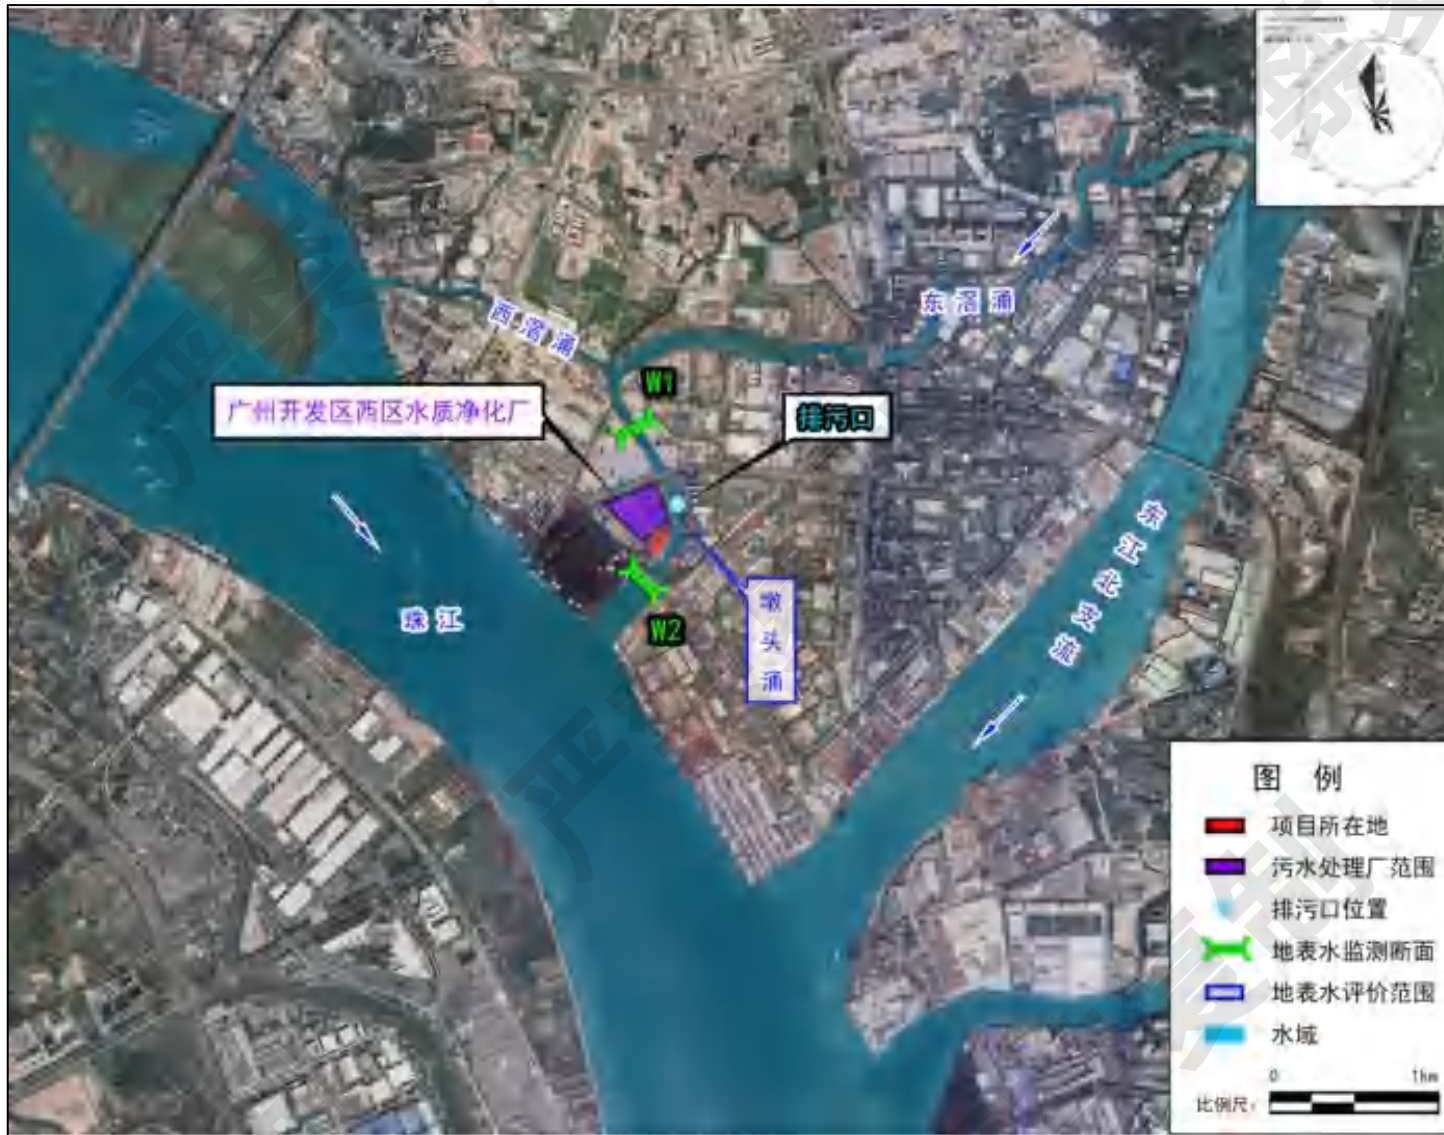 西滘涌
东滘涌
W1
广州开发区西区水质净化厂
排污口
东江北支流
珠江
W2
墩头涌
图 例
项目所在地
污水处理厂范围
排污口位置
地表水监测断面
地表水评价范围
水域
0 1km
比例尺: